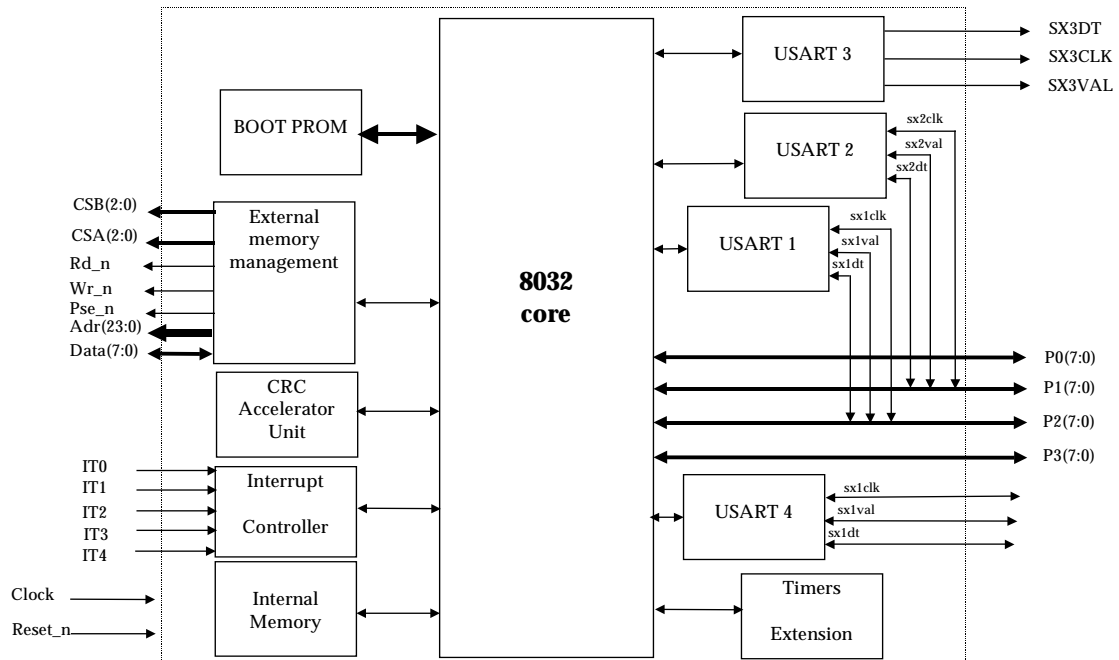 SX3DT
USART 3
SX3CLK
SX3VAL
BOOT PROM
sx2clk
USART 2
sx2val
sx2dt
CSB(2:0)
External
memory
management
CSA(2:0)
Rd_n
Wr_n
Pse_n
Adr(23:0)
Data(7:0)
sx1clk
USART 1
sx1val
sx1dt
8032
core
P0(7:0)
P1(7:0)
P2(7:0)
P3(7:0)
CRC
Accelerator
Unit
IT0
IT1
IT2
IT3
IT4
Interrupt
Controller
sx1clk
USART 4
sx1val
sx1dt
Clock
Reset_n
Internal
Memory
Timers
Extension